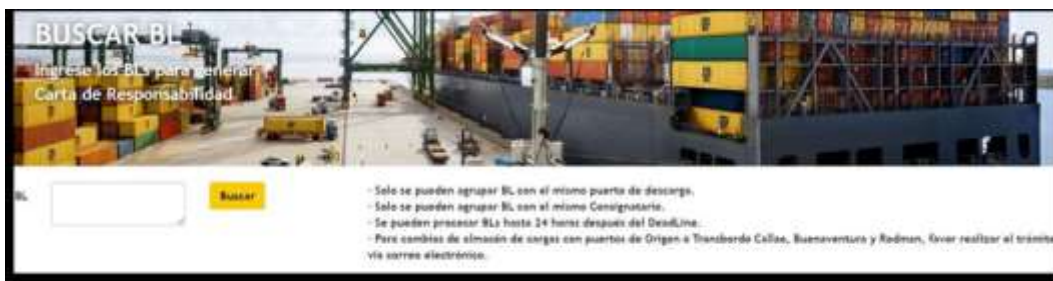 BUSCAR BL
Ingrese los BLs para generar
Carta de Responsabilidad
BL
Buscar
- Solo se pueden agrupar BL con el mismo puerto de descarga.
- Solo se pueden agrupar BL con el mismo Consignatario.
- Se pueden procesar BLs hasta 24 horas después del DeadLine.
- Para cambios de almacén de cargas con puertos de Origen o Transbordo Callao, Buenaventura y Rodman, favor realizar el trámite
vía correo electrónico.